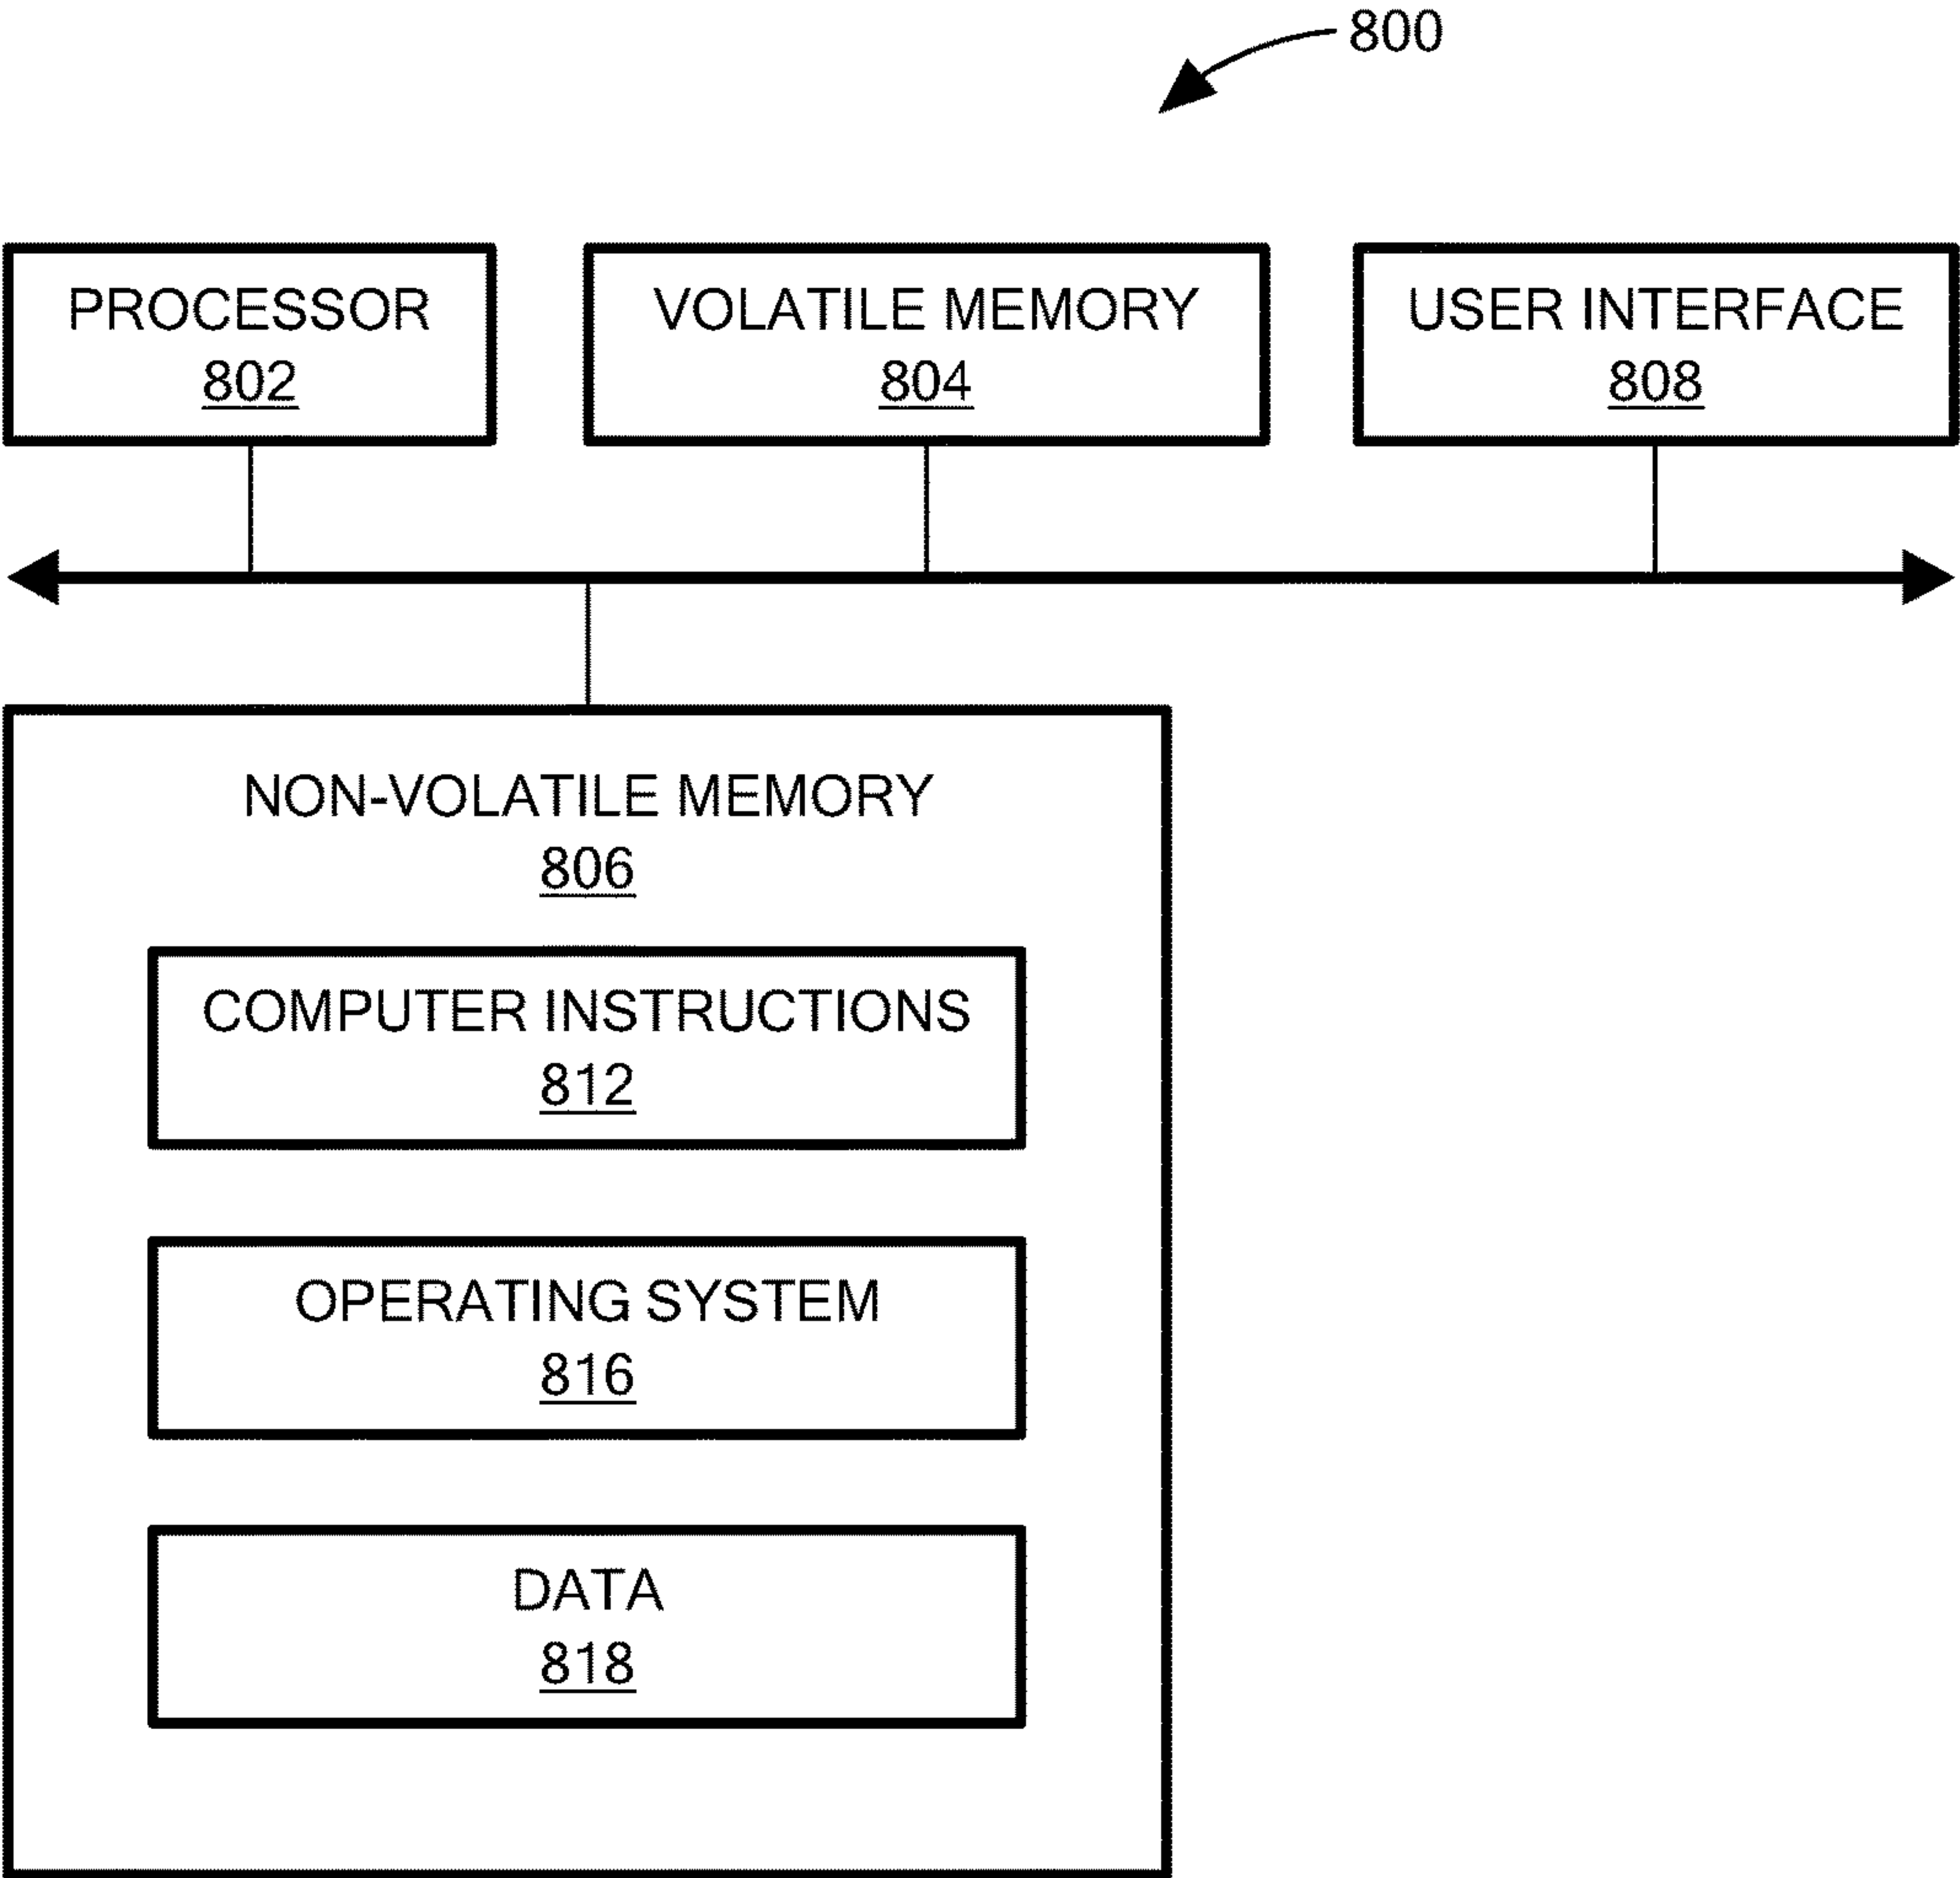 800
PROCESSOR
802
VOLATILE MEMORY
804
USER INTERFACE
808
NON-VOLATILE MEMORY
806
COMPUTER INSTRUCTIONS
812
OPERATING SYSTEM
816
DATA
818